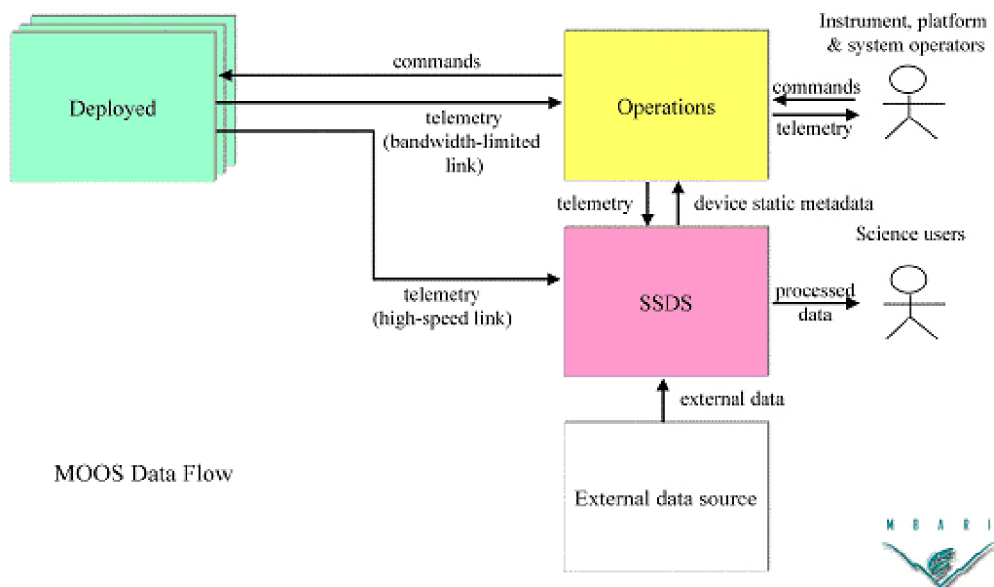 Instrument, platform
& system operators
commands
Deployed
Operations
commands
telemetry
telemetry
(bandwidth-limited
link)
telemetry
device static metadata
Science users
telemetry
(high-speed link)
SSDS
processed
data
external data
MOOS Data Flow
External data source
MBARI